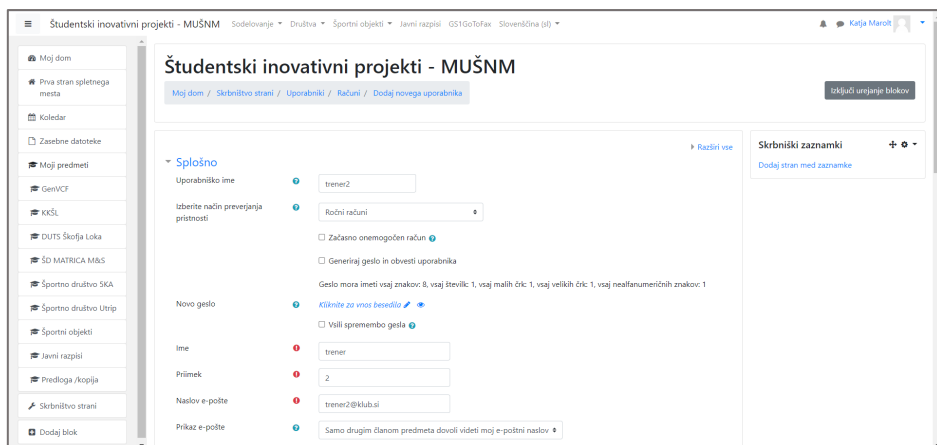 Študentski inovativni projekti - MUŠNM Sodelovanje Društva Športni objekti Javni razpisi GS1GoToFax Slovenščina (sl) Katja Marolt
Moj dom
Prva stran spletnega
mesta
Koledar
Zasebne datoteke
Moji predmeti
GenVCF
KKŠL
DUTS Škofja Loka
ŠD MATRICA M&S
Športno društvo SKA
Športno društvo Utrip
Športni objekti
Javni razpisi
Predloga /kopija
Skrbništvo strani
Dodaj blok
Študentski inovativni projekti - MUŠNM
Moj dom / Skrbništvo strani / Uporabniki / Računi / Dodaj novega uporabnika
Izključi urejanje blokov
Razširi vse
Splošno
Uporabniško ime trener2
Izberite način preverjanja
pristnosti
Ročni računi
Začasno onemogočen račun
Generiraj geslo in obvesti uporabnika
Geslo mora imeti vsaj znakov: 8, vsaj številk: 1, vsaj malih črk: 1, vsaj velikih črk: 1, vsaj nealfanumeričnih znakov: 1
Novo geslo Kliknite za vnos besedila
Vsili spremembo gesla
Ime trener
Priimek 2
Naslov e-pošte trener2@klub.si
Prikaz e-pošte Samo drugim članom predmeta dovoli videti moj e-poštni naslov
Skrbniški zaznamki
Dodaj stran med zaznamke